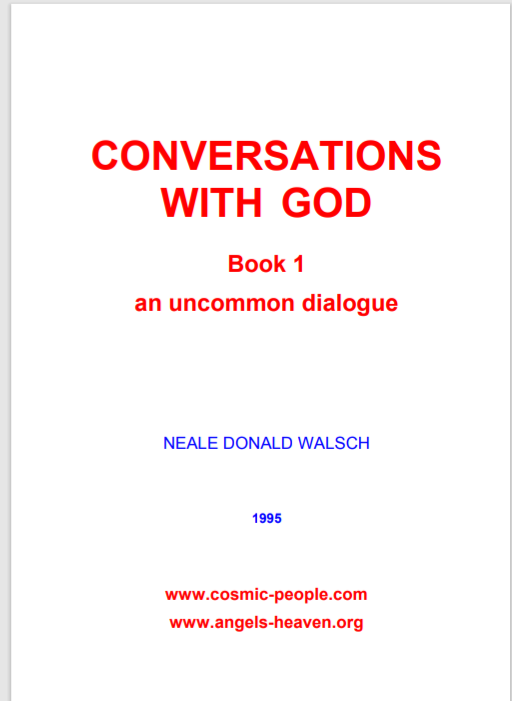 CONVERSATIONS
WITH GOD
Book 1
an uncommon dialogue
NEALE DONALD WALSCH
1995
www.cosmic-people.com
www.angels-heaven.org